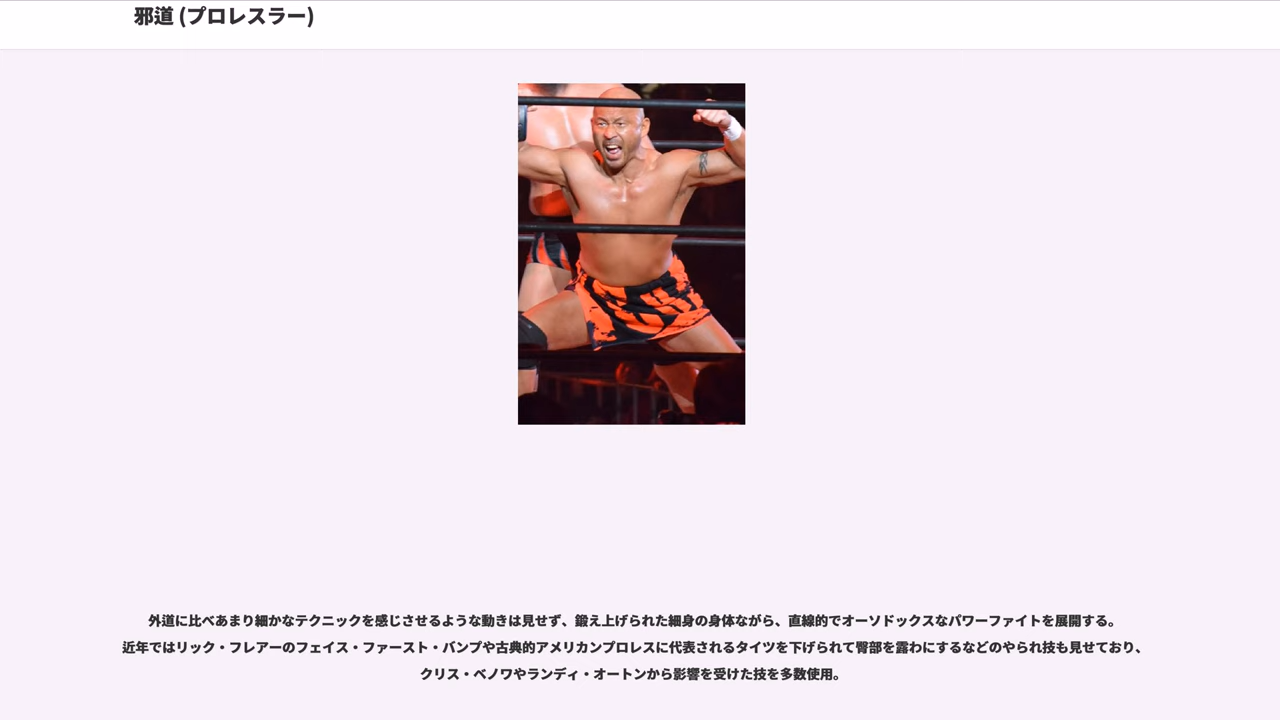 邪道 (プロレスラー)
外道に比べあまり細かなテクニックを感じさせるような動きは見せず、鍛え上げられた細身の身体ながら、直線的でオーソドックスなパワーファイトを展開する。
近年ではリック・フレアーのフェイス・ファースト・バンプや古典的アメリカンプロレスに代表されるタイツを下げられて臀部を露わにするなどのやられ技も見せており、
クリス・ベノワやランディ・オートンから影響を受けた技を多数使用。